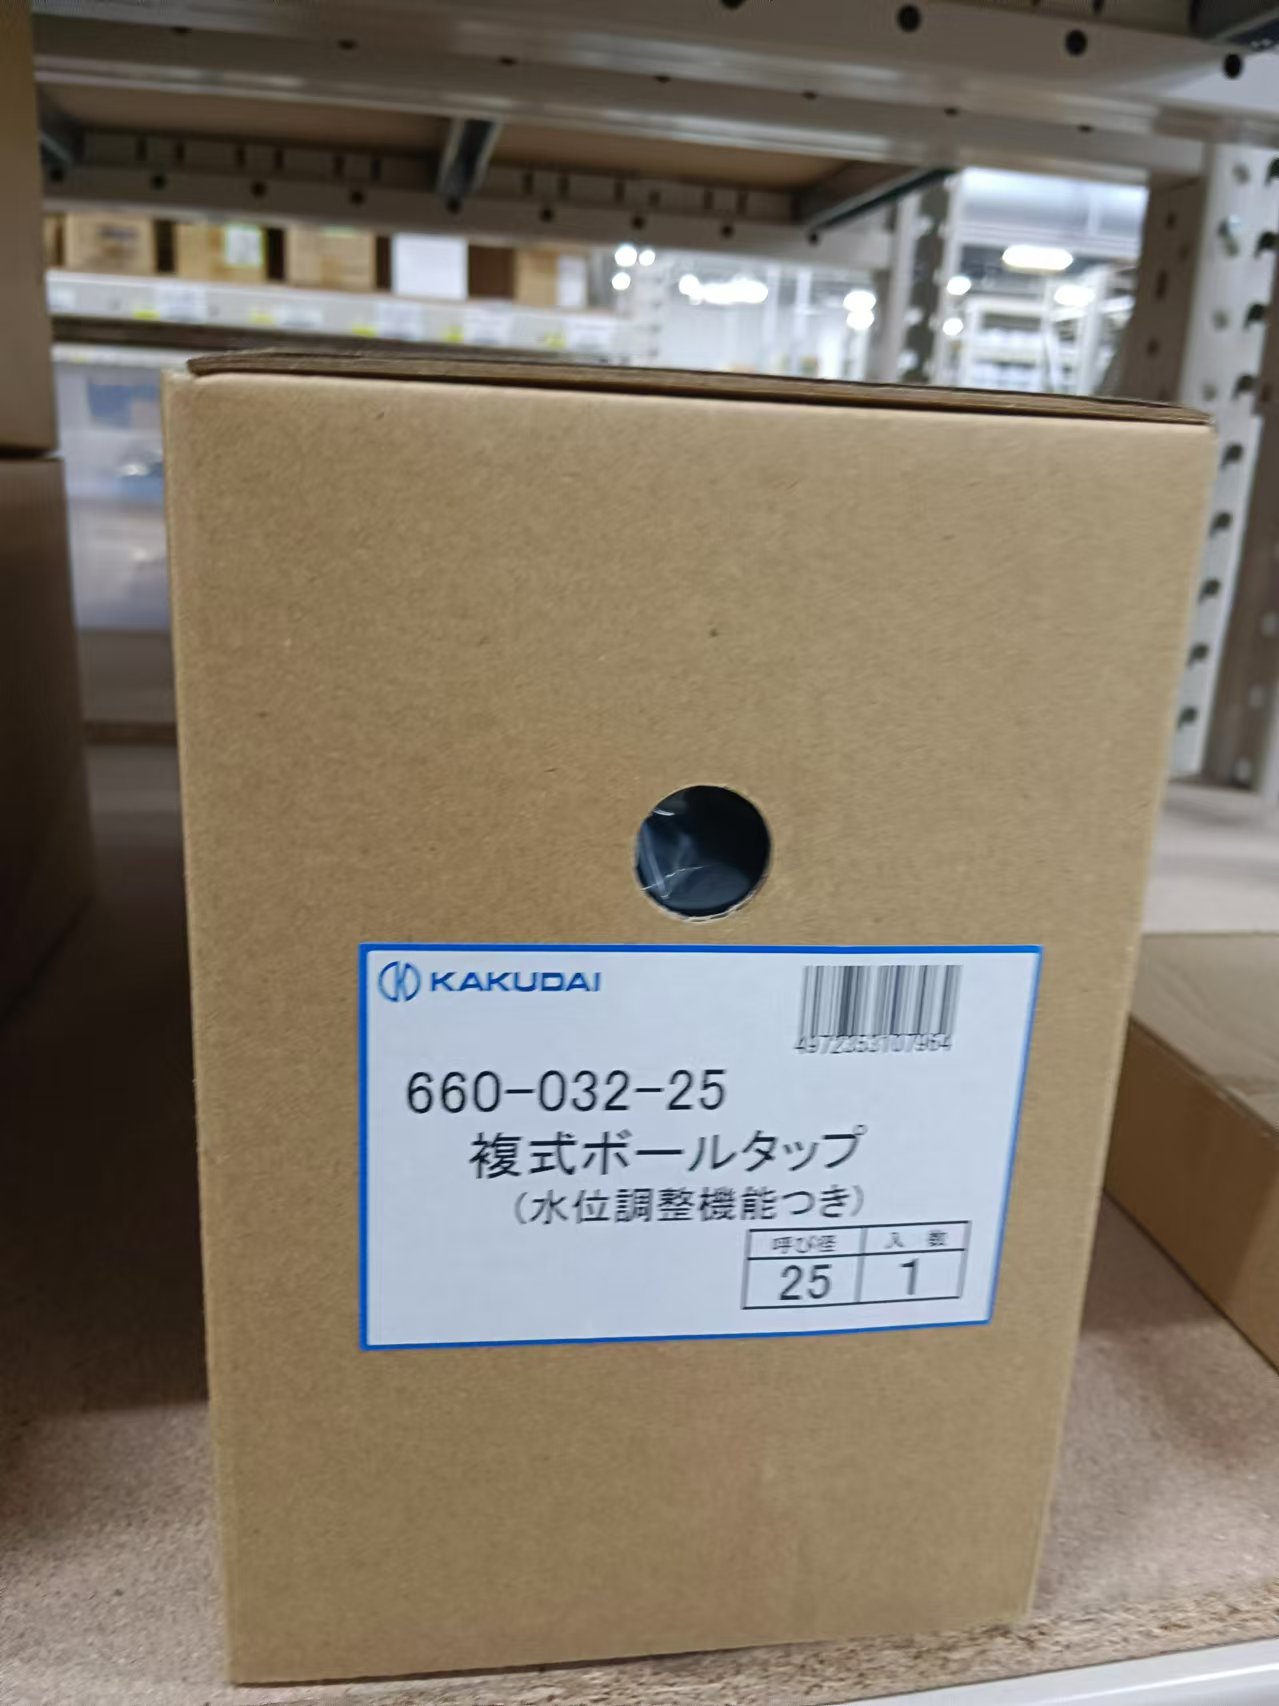 KAKUDAI
4972353107964
660-032-25
複式ボールタップ
(水位調整機能つき)
呼び径 入数
25 1